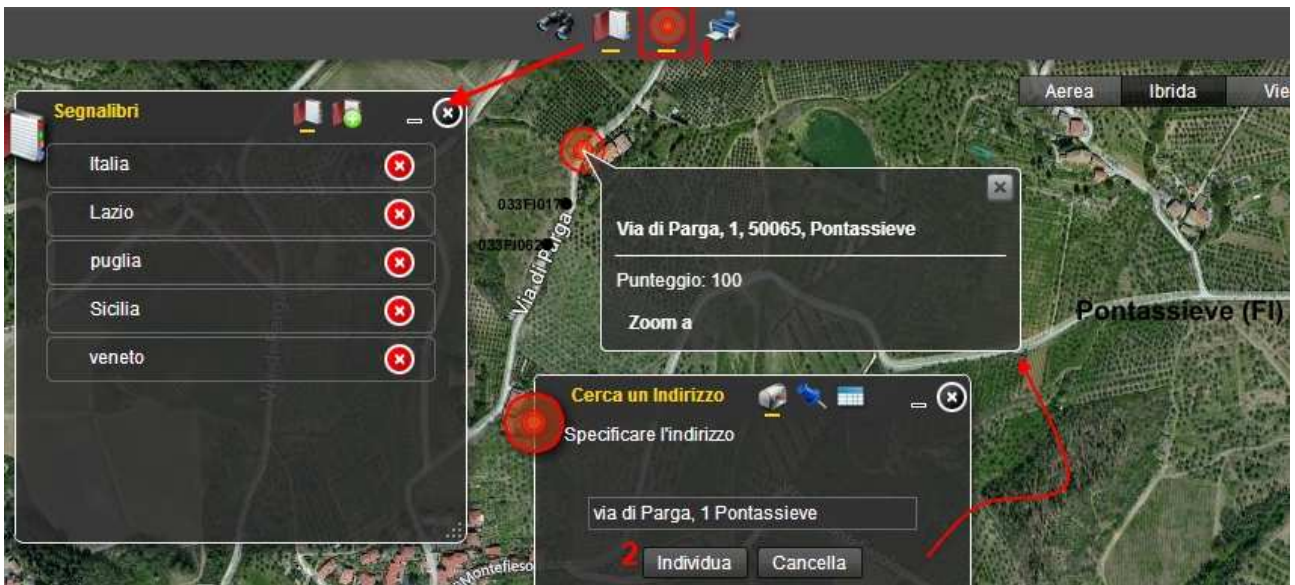 1
Aerea Ibrida Vie
Segnalibri
Italia
Lazio
puglia
Sicilia
veneto
033FI017
033FI062
Via di Parga
Via di Parga, 1, 50065, Pontassieve
Punteggio: 100
Zoom a
Pontassieve (FI)
Cerca un Indirizzo
Specificare l'indirizzo
via di Parga, 1 Pontassieve
2 Individua Cancella